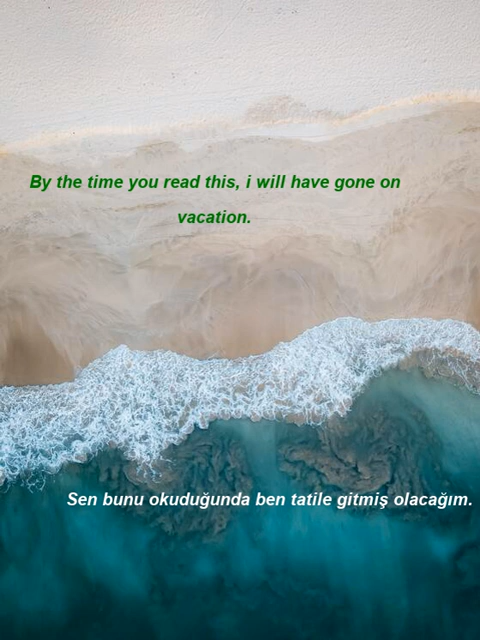 By the time you read this, i will have gone on
vacation.
Sen bunu okuduğunda ben tatile gitmiş olacağım.